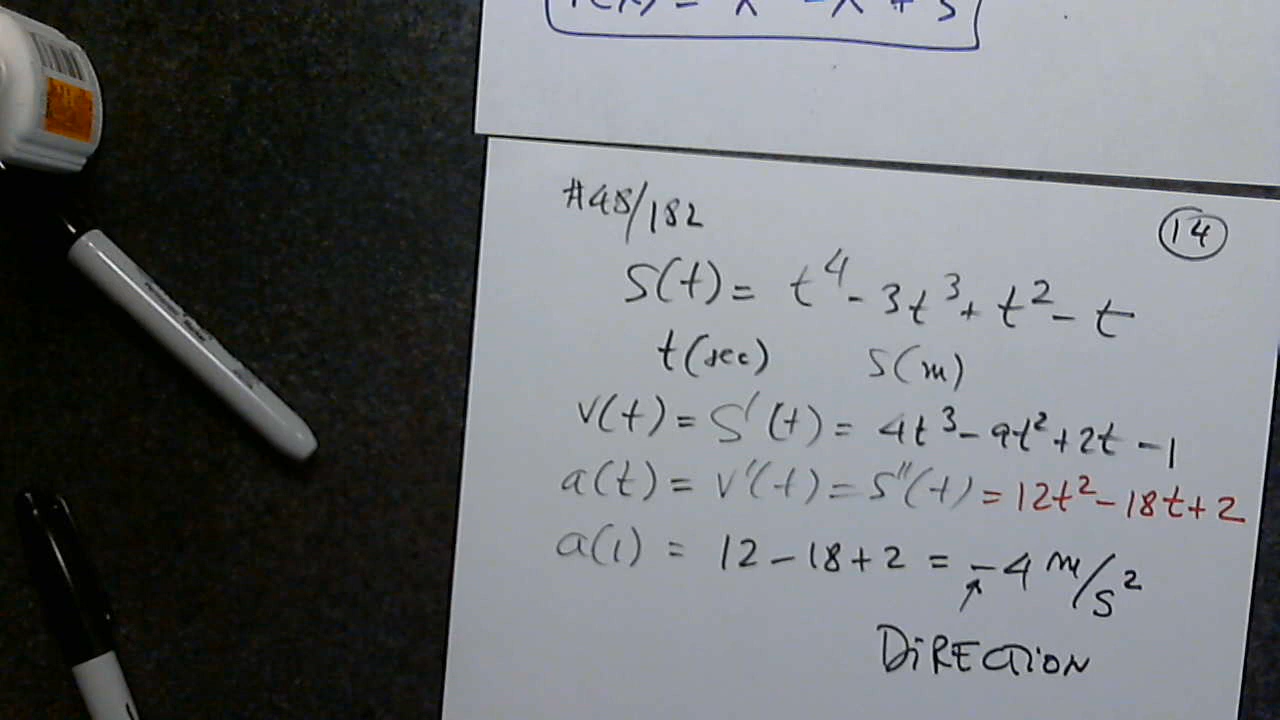 #48/182
14
S(t) = t⁴ - 3t³ + t² - t
t(sec) S(m)
v(t) = S'(t) = 4t³ - 9t² + 2t - 1
a(t) = v'(t) = S''(t) = 12t² - 18t + 2
a(1) = 12 - 18 + 2 = -4 m/s²
↑
DIRECTION